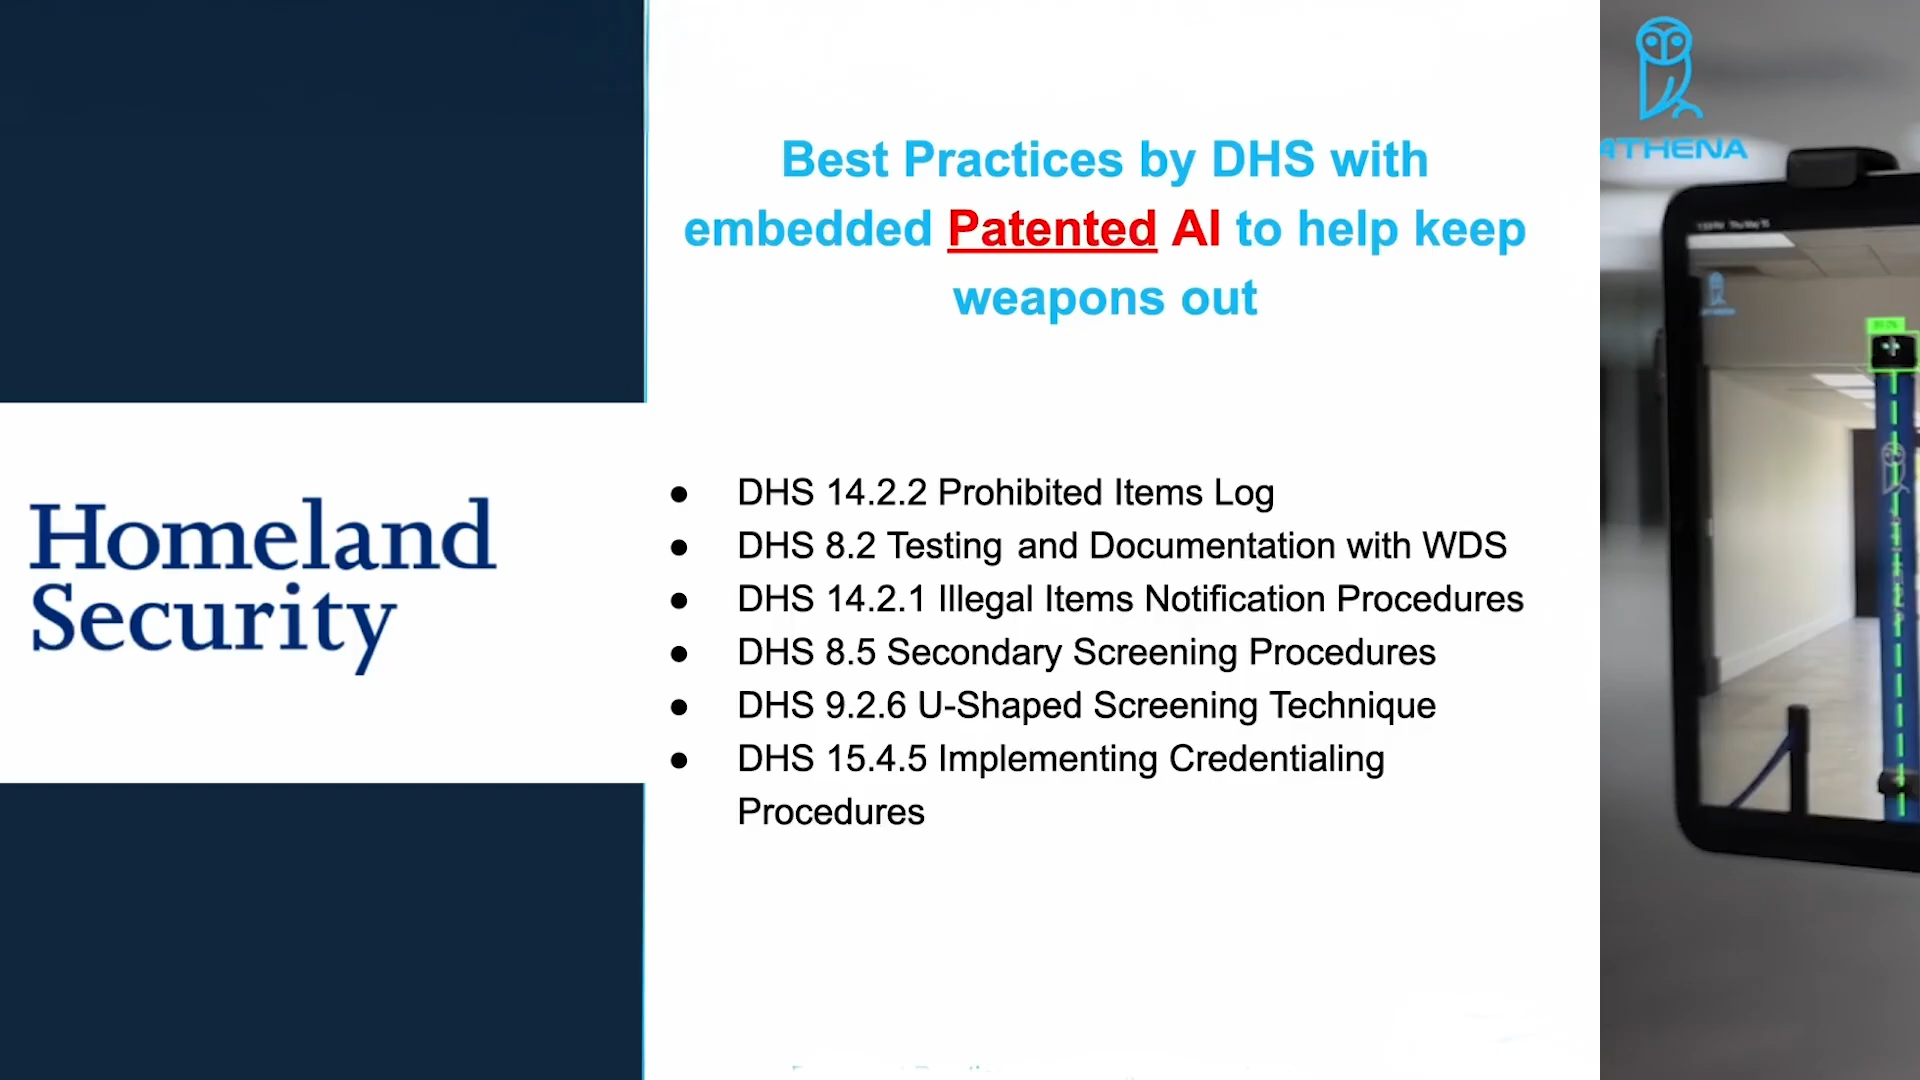 Homeland
Security
Best Practices by DHS with
embedded Patented AI to help keep
weapons out
● DHS 14.2.2 Prohibited Items Log
● DHS 8.2 Testing and Documentation with WDS
● DHS 14.2.1 Illegal Items Notification Procedures
● DHS 8.5 Secondary Screening Procedures
● DHS 9.2.6 U-Shaped Screening Technique
● DHS 15.4.5 Implementing Credentialing
Procedures
ATHENA